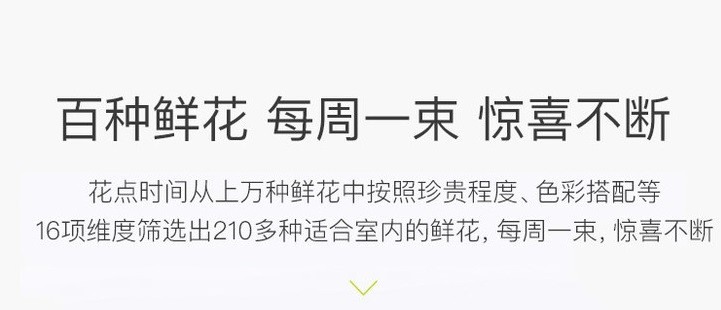 百种鲜花 每周一束 惊喜不断
花点时间从上万种鲜花中按照珍贵程度、色彩搭配等
16项维度筛选出210多种适合室内的鲜花, 每周一束, 惊喜不断